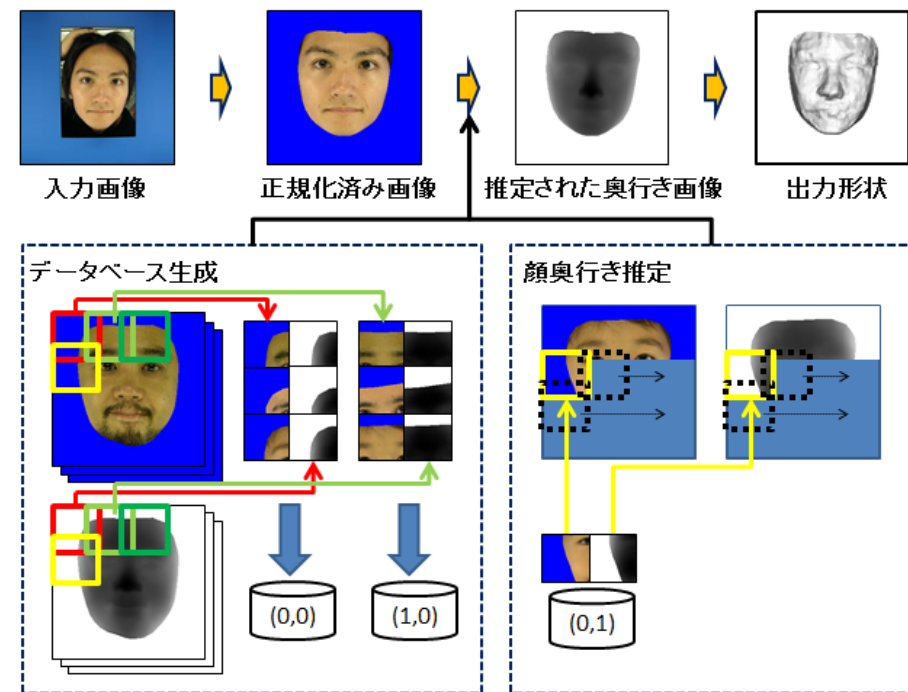 入力画像
正規化済み画像
推定された奥行き画像
出力形状
データベース生成
(0,0)
(1,0)
顔奥行き推定
(0,1)